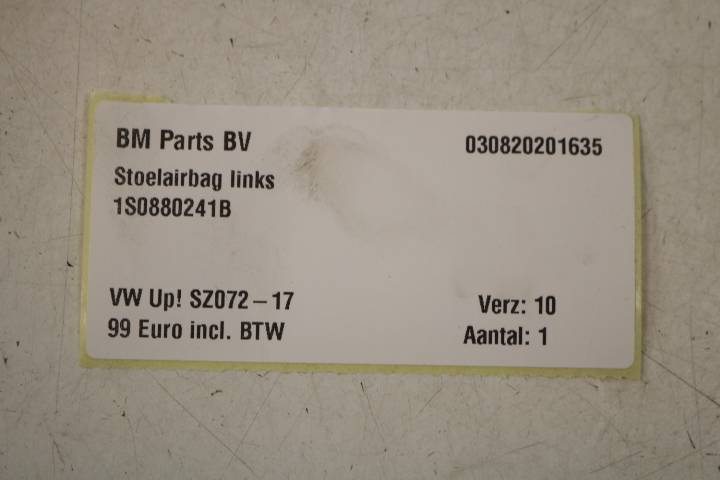 BM Parts BV 030820201635
Stoelairbag links
1S0880241B
VW Up! SZ072-17 Verz: 10
99 Euro incl. BTW Aantal: 1